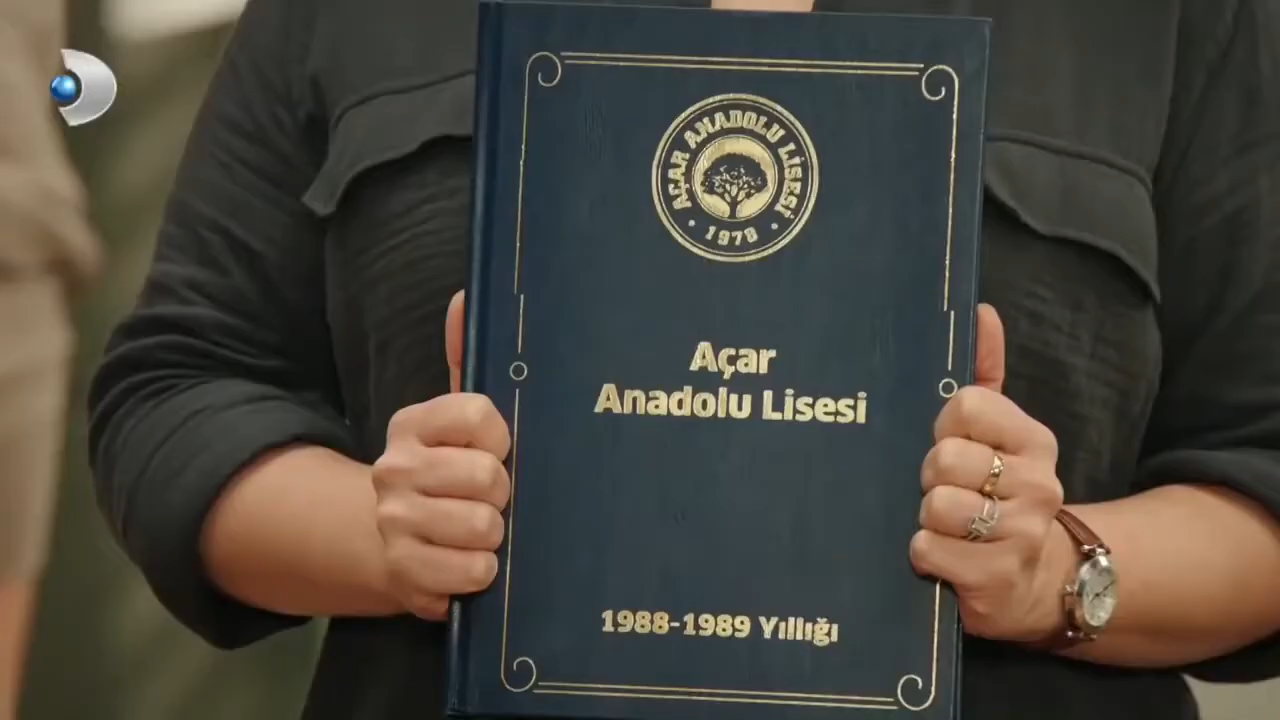 AÇAR ANADOLU LİSESİ
• 1978 •
Açar
Anadolu Lisesi
1988-1989 Yıllığı